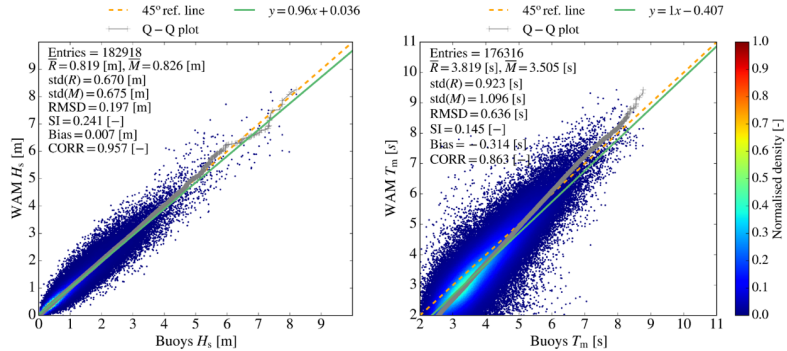 45° ref. line
y=0.96x+0.036
Q−Q plot
Entries=182918
R=0.819 [m], M=0.826 [m]
std(R)=0.670 [m]
std(M)=0.675 [m]
RMSD=0.197 [m]
SI=0.241 [−]
Bias=0.007 [m]
CORR=0.957 [−]
WAM Hs [m]
10
9
8
7
6
5
4
3
2
1
0
0 1 2 3 4 5 6 7 8 9
Buoys Hs [m]
45° ref. line
y=1x−0.407
Q−Q plot
Entries=176316
R=3.819 [s], M=3.505 [s]
std(R)=0.923 [s]
std(M)=1.096 [s]
RMSD=0.636 [s]
SI=0.145 [−]
Bias=−0.314 [s]
CORR=0.863 [−]
WAM Tm [s]
11
10
9
8
7
6
5
4
3
2
2 3 4 5 6 7 8 9 10 11
Buoys Tm [s]
1.0
0.9
0.8
0.7
0.6
0.5
0.4
0.3
0.2
0.1
0.0
Normalised density [-]